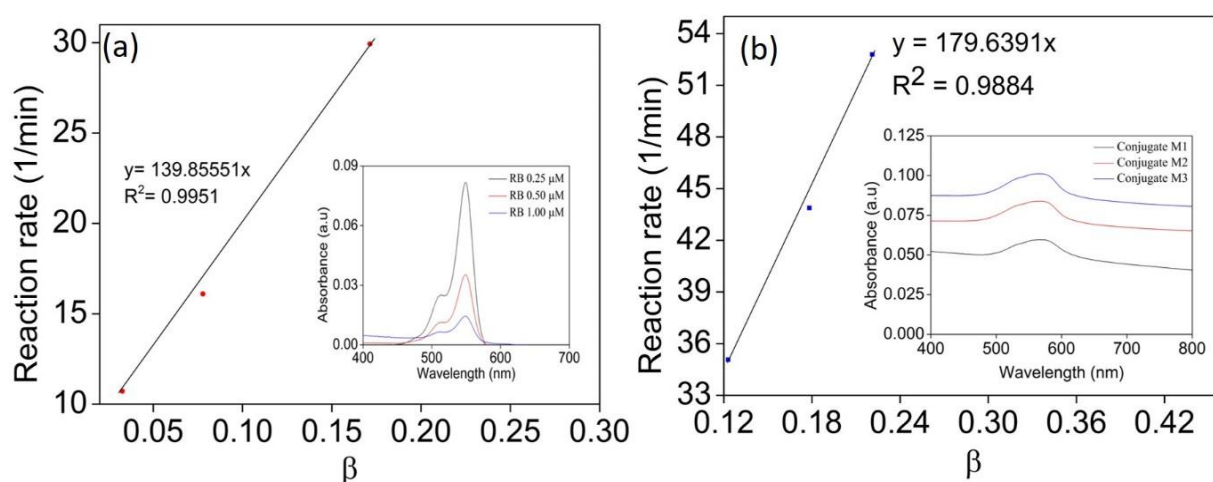 (a)
Reaction rate (1/min)
30
25
20
15
10
y= 139.85551x
R2= 0.9951
0.05 0.10 0.15 0.20 0.25 0.30
β
Absorbance (a.u)
0.09
0.06
0.03
0.00
RB 0.25 μM
RB 0.50 μM
RB 1.00 μM
400 500 600 700
Wavelength (nm)
(b)
Reaction rate (1/min)
54
51
48
45
42
39
36
33
y = 179.6391x
R2 = 0.9884
0.12 0.18 0.24 0.30 0.36 0.42
β
Absorbance (a.u)
0.125
0.100
0.075
0.050
0.025
0.000
Conjugate M1
Conjugate M2
Conjugate M3
400 500 600 700 800
Wavelength (nm)